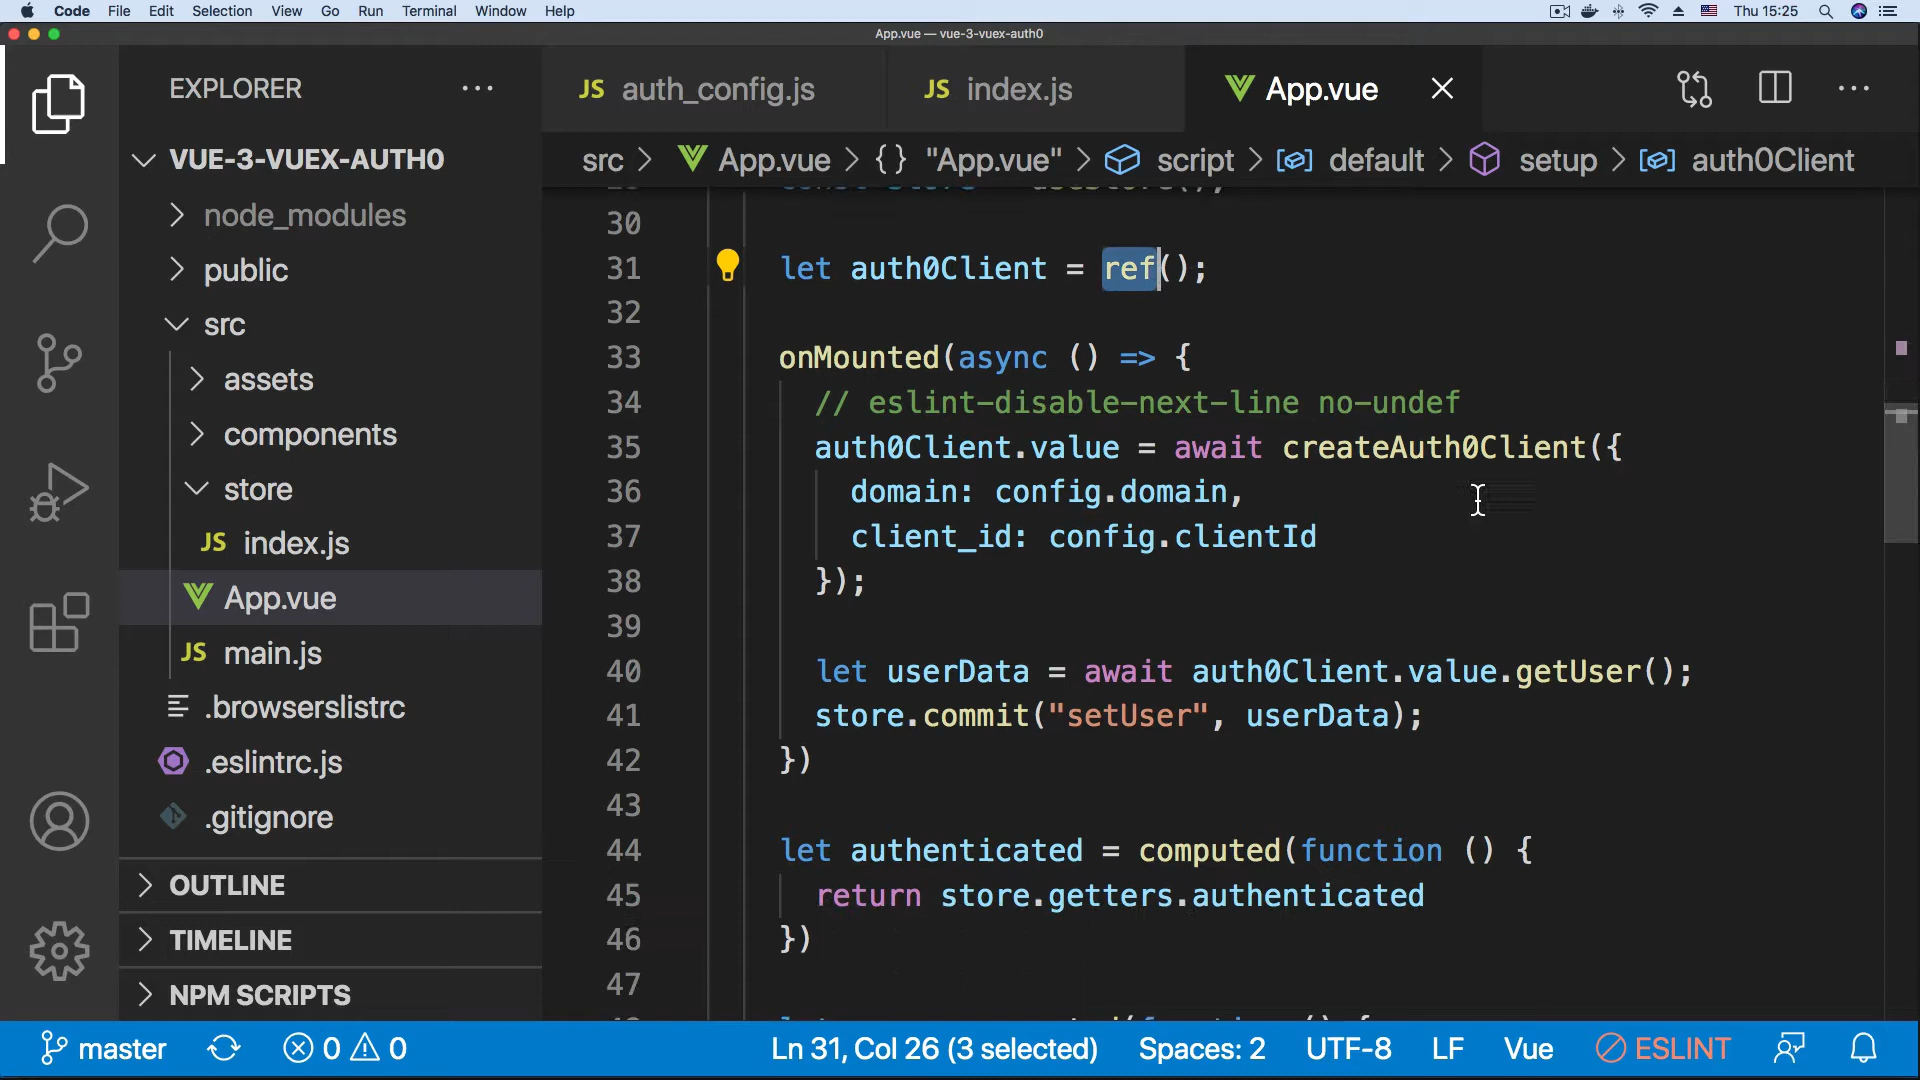 Code File Edit Selection View Go Run Terminal Window Help Thu 15:25
App.vue — vue-3-vuex-auth0
EXPLORER
VUE-3-VUEX-AUTH0
node_modules
public
src
assets
components
store
JS index.js
App.vue
JS main.js
.browserslistrc
.eslintrc.js
.gitignore
OUTLINE
TIMELINE
NPM SCRIPTS
JS auth_config.js JS index.js App.vue
src > App.vue > {} "App.vue" > script > default > setup > auth0Client
30
31 let auth0Client = ref();
32
33 onMounted(async () => {
34 // eslint-disable-next-line no-undef
35 auth0Client.value = await createAuth0Client({
36 domain: config.domain,
37 client_id: config.clientId
38 });
39
40 let userData = await auth0Client.value.getUser();
41 store.commit("setUser", userData);
42 })
43
44 let authenticated = computed(function () {
45 return store.getters.authenticated
46 })
47
master 0 0 Ln 31, Col 26 (3 selected) Spaces: 2 UTF-8 LF Vue ESLINT